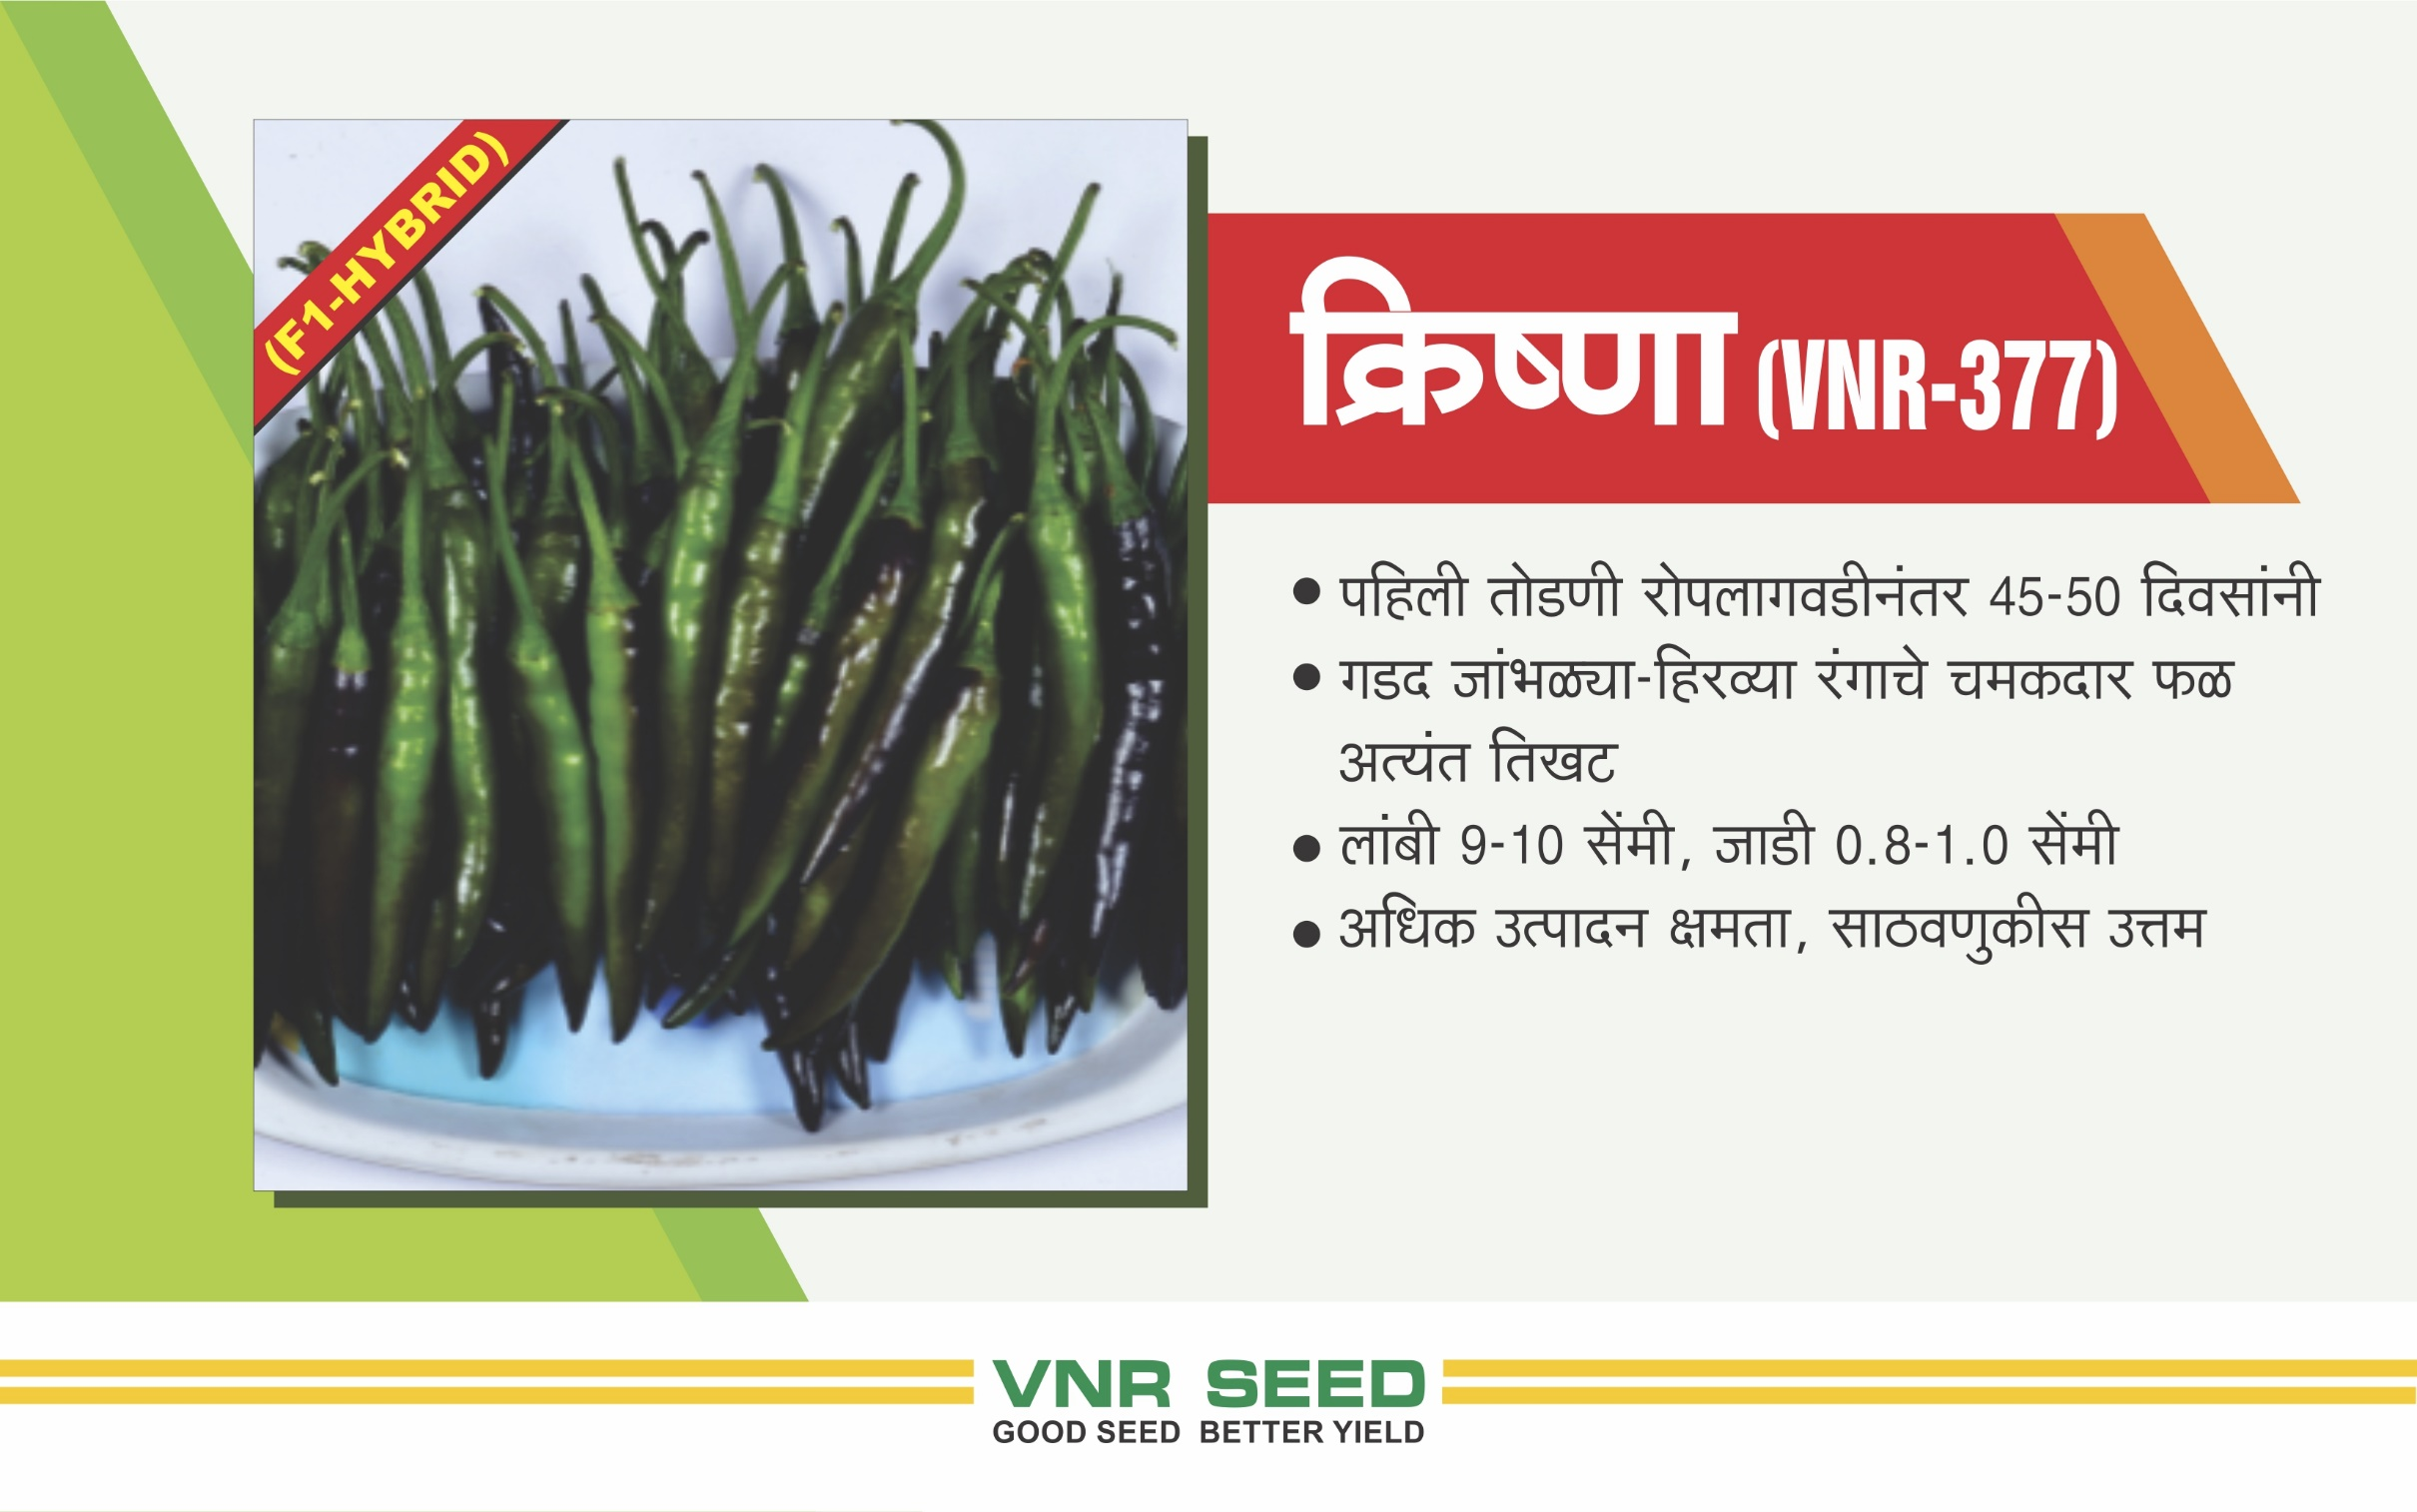 (F1-HYBRID)
क्रिष्णा (VNR-377)
● पहिली तोडणी रोपलागवडीनंतर 45-50 दिवसांनी
● गडद जांभळ्या-हिरव्या रंगाचे चमकदार फळ
अत्यंत तिखट
● लांबी 9-10 सेंमी, जाडी 0.8-1.0 सेंमी
● अधिक उत्पादन क्षमता, साठवणुकीस उत्तम
VNR SEED
GOOD SEED BETTER YIELD